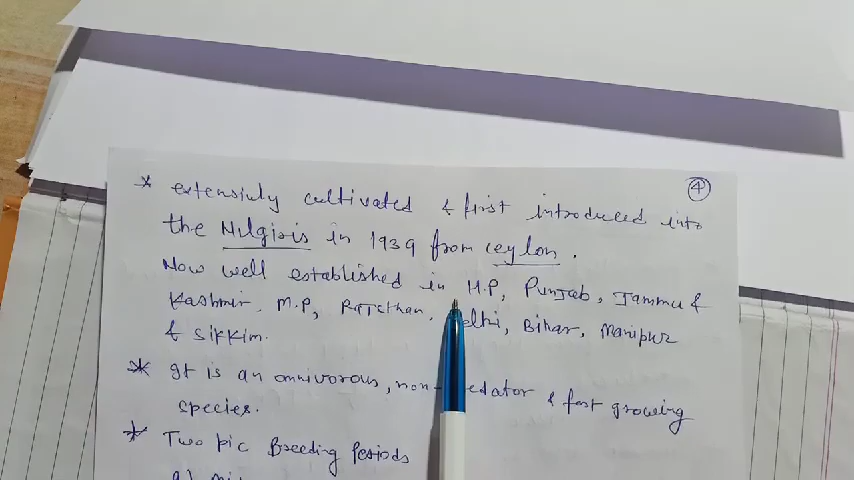 ④
* extensiuly cultivated & first introduced into
the Nilgiris in 1939 from ceylon.
Now well established in H.P, Punjab, Jammu &
Kashmir, M.P, Rajasthan, Delhi, Bihar, Manipur
& Sikkim.
* It is an omnivorous, non-predator & fast growing
species.
* Two pic Breeding Periods